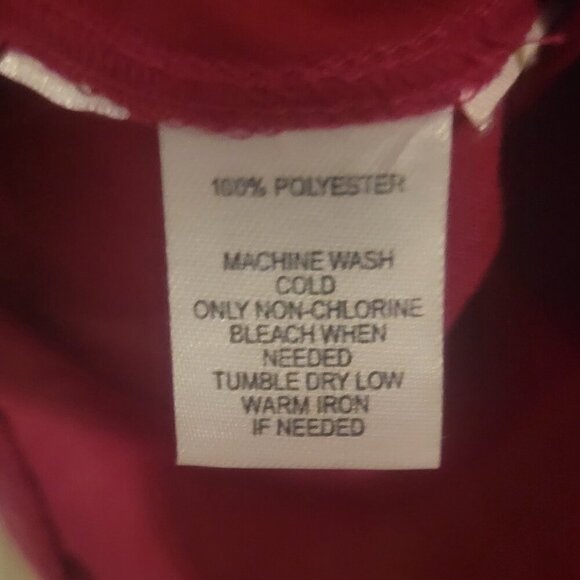 100% POLYESTER
MACHINE WASH
COLD
ONLY NON-CHLORINE
BLEACH WHEN
NEEDED
TUMBLE DRY LOW
WARM IRON
IF NEEDED